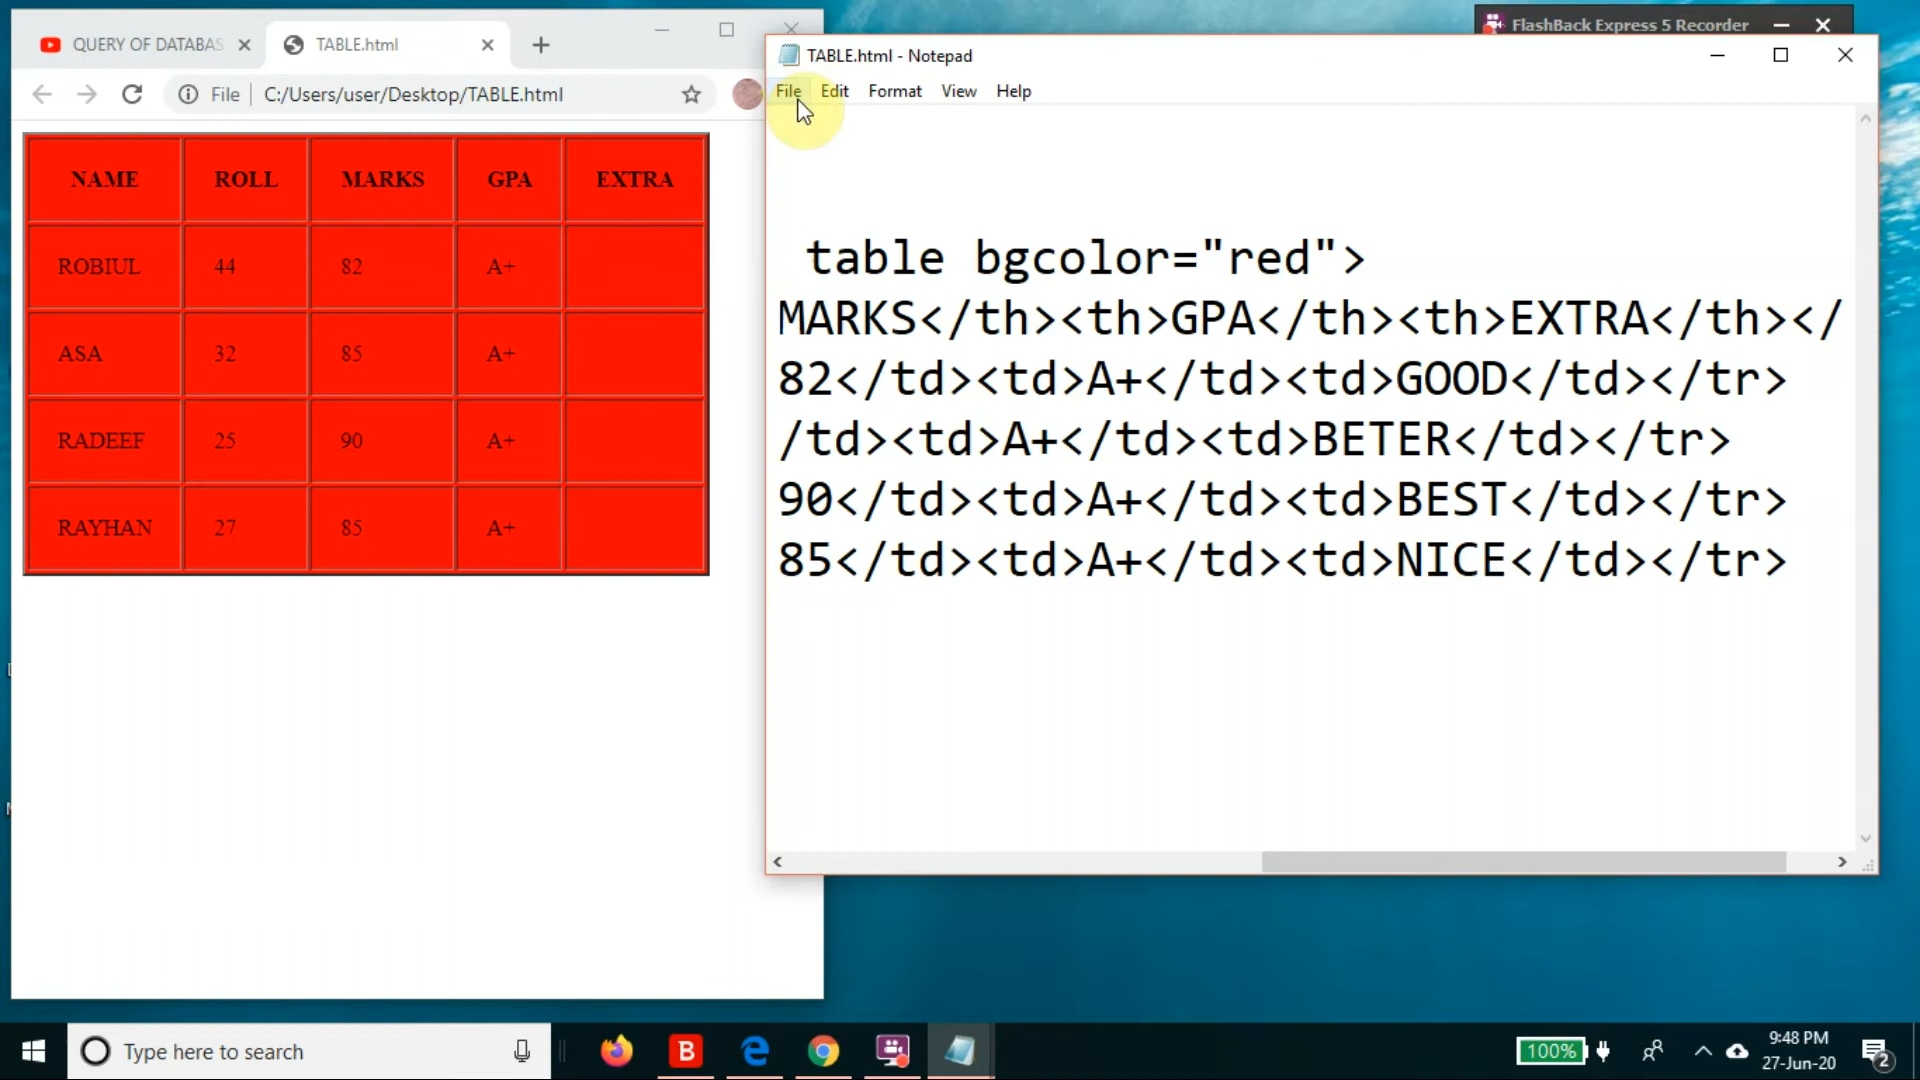 QUERY OF DATABAS
TABLE.html
File
C:/Users/user/Desktop/TABLE.html
NAME ROLL MARKS GPA EXTRA
ROBIUL 44 82 A+
ASA 32 85 A+
RADEEF 25 90 A+
RAYHAN 27 85 A+
FlashBack Express 5 Recorder
TABLE.html - Notepad
File Edit Format View Help
table bgcolor="red">
MARKS</th><th>GPA</th><th>EXTRA</th></
82</td><td>A+</td><td>GOOD</td></tr>
/td><td>A+</td><td>BETER</td></tr>
90</td><td>A+</td><td>BEST</td></tr>
85</td><td>A+</td><td>NICE</td></tr>
Type here to search
B
100%
9:48 PM
27-Jun-20
2